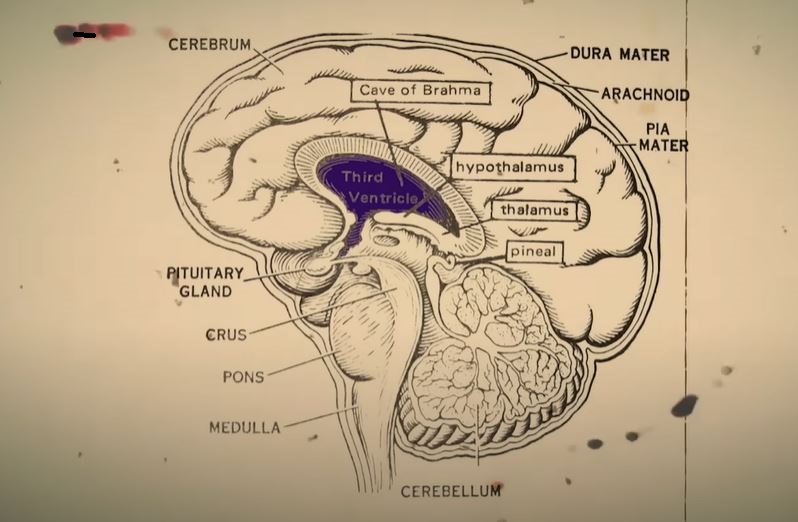 CEREBRUM
DURA MATER
Cave of Brahma
ARACHNOID
PIA
MATER
hypothalamus
Third
Ventricle
thalamus
pineal
PITUITARY
GLAND
CRUS
PONS
MEDULLA
CEREBELLUM